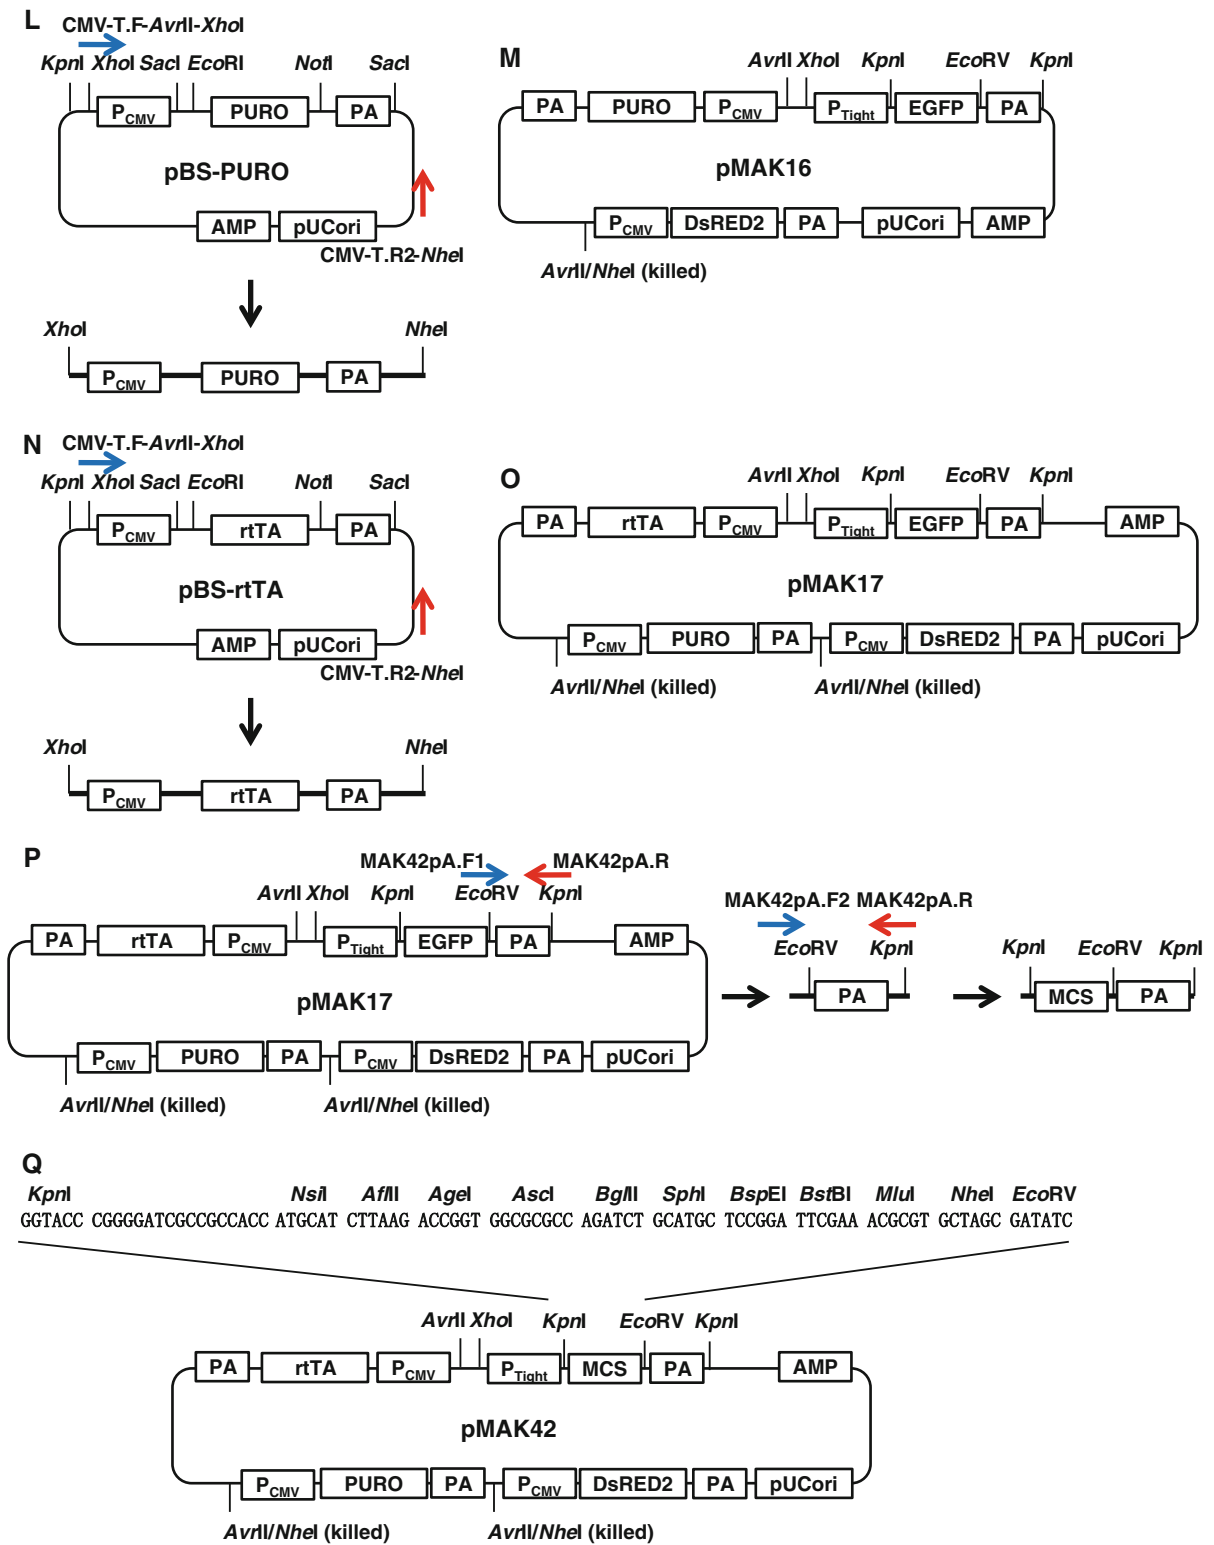 L
CMV-T.F-AvrII-XhoI
KpnI XhoI SacI EcoRI NotI SacI
PCMV PURO PA
pBS-PURO
AMP pUCori
CMV-T.R2-NheI
XhoI NheI
PCMV PURO PA
M
AvrII XhoI KpnI EcoRV KpnI
PA PURO PCMV PTight EGFP PA
pMAK16
PCMV DsRED2 PA pUCori AMP
AvrII/NheI (killed)
N
CMV-T.F-AvrII-XhoI
KpnI XhoI SacI EcoRI NotI SacI
PCMV rtTA PA
pBS-rtTA
AMP pUCori
CMV-T.R2-NheI
XhoI NheI
PCMV rtTA PA
O
AvrII XhoI KpnI EcoRV KpnI
PA rtTA PCMV PTight EGFP PA AMP
pMAK17
PCMV PURO PA PCMV DsRED2 PA pUCori
AvrII/NheI (killed) AvrII/NheI (killed)
P
MAK42pA.F1 MAK42pA.R
AvrII XhoI KpnI EcoRV KpnI
PA rtTA PCMV PTight EGFP PA AMP
pMAK17
PCMV PURO PA PCMV DsRED2 PA pUCori
AvrII/NheI (killed) AvrII/NheI (killed)
MAK42pA.F2 MAK42pA.R
EcoRV KpnI
PA
KpnI EcoRV KpnI
MCS PA
Q
KpnI NsiI AflII AgeI AscI BglII SphI BspEI BstBI MluI NheI EcoRV
GGTACC CGGGGATCGCCGCCACC ATGCAT CTTAAG ACCGGT GGCGCGCC AGATCT GCATGC TCCGGA TTCGAA ACGCGT GCTAGC GATATC
AvrII XhoI KpnI EcoRV KpnI
PA rtTA PCMV PTight MCS PA AMP
pMAK42
PCMV PURO PA PCMV DsRED2 PA pUCori
AvrII/NheI (killed) AvrII/NheI (killed)